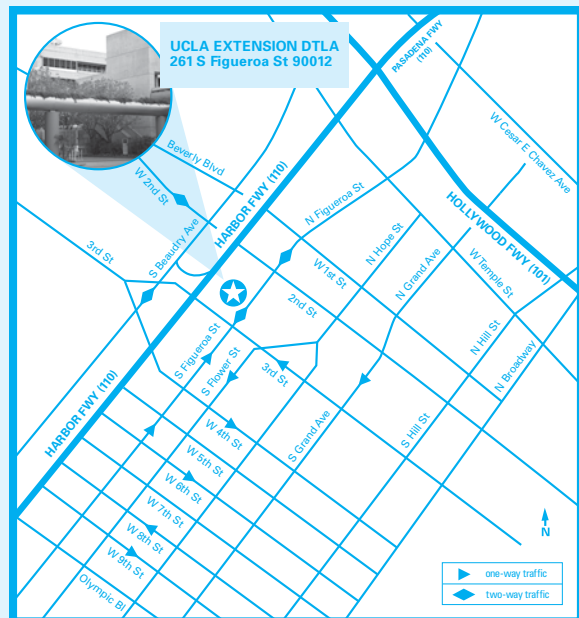 UCLA EXTENSION DTLA
261 S Figueroa St 90012
PASADENA FWY
(110)
W Cesar E Chavez Ave
Beverly Blvd
W 2nd St
HARBOR FWY (110)
N Figueroa St
HOLLYWOOD FWY (101)
S Beaudry Ave
3rd St
W 1st St
N Hope St
N Grand Ave
W Temple St
2nd St
N Hill St
N Broadway
S Figueroa St
S Flower St
3rd St
HARBOR FWY (110)
S Grand Ave
S Hill St
W 4th St
W 5th St
W 6th St
W 7th St
W 8th St
W 9th St
Olympic Bl
N
one-way traffic
two-way traffic